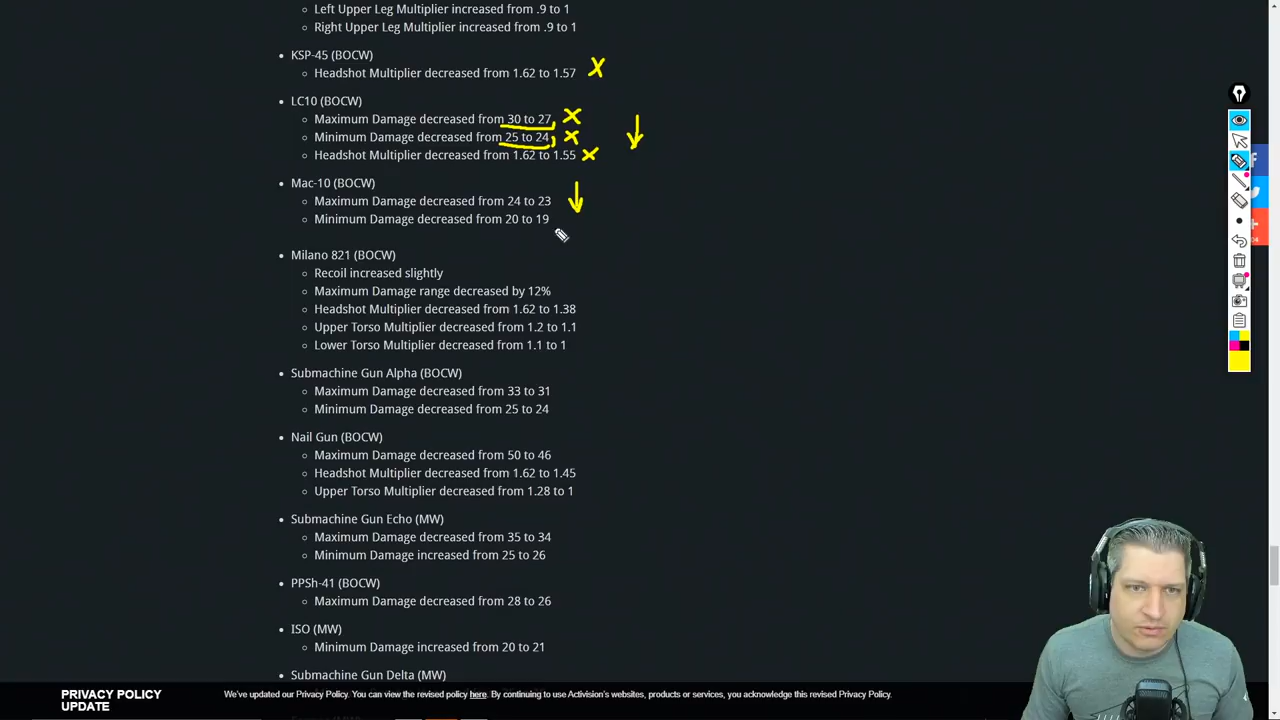 Left Upper Leg Multiplier increased from .9 to 1
Right Upper Leg Multiplier increased from .9 to 1
KSP-45 (BOCW)
Headshot Multiplier decreased from 1.62 to 1.57
LC10 (BOCW)
Maximum Damage decreased from 30 to 27
Minimum Damage decreased from 25 to 24
Headshot Multiplier decreased from 1.62 to 1.55
Mac-10 (BOCW)
Maximum Damage decreased from 24 to 23
Minimum Damage decreased from 20 to 19
Milano 821 (BOCW)
Recoil increased slightly
Maximum Damage range decreased by 12%
Headshot Multiplier decreased from 1.62 to 1.38
Upper Torso Multiplier decreased from 1.2 to 1.1
Lower Torso Multiplier decreased from 1.1 to 1
Submachine Gun Alpha (BOCW)
Maximum Damage decreased from 33 to 31
Minimum Damage decreased from 25 to 24
Nail Gun (BOCW)
Maximum Damage decreased from 50 to 46
Headshot Multiplier decreased from 1.62 to 1.45
Upper Torso Multiplier decreased from 1.28 to 1
Submachine Gun Echo (MW)
Maximum Damage decreased from 35 to 34
Minimum Damage increased from 25 to 26
PPSh-41 (BOCW)
Maximum Damage decreased from 28 to 26
ISO (MW)
Minimum Damage increased from 20 to 21
Submachine Gun Delta (MW)
PRIVACY POLICY
UPDATE
We've updated our Privacy Policy. You can view the revised policy here. By continuing to use Activision's websites, products or services, you acknowledge this revised Privacy Policy.